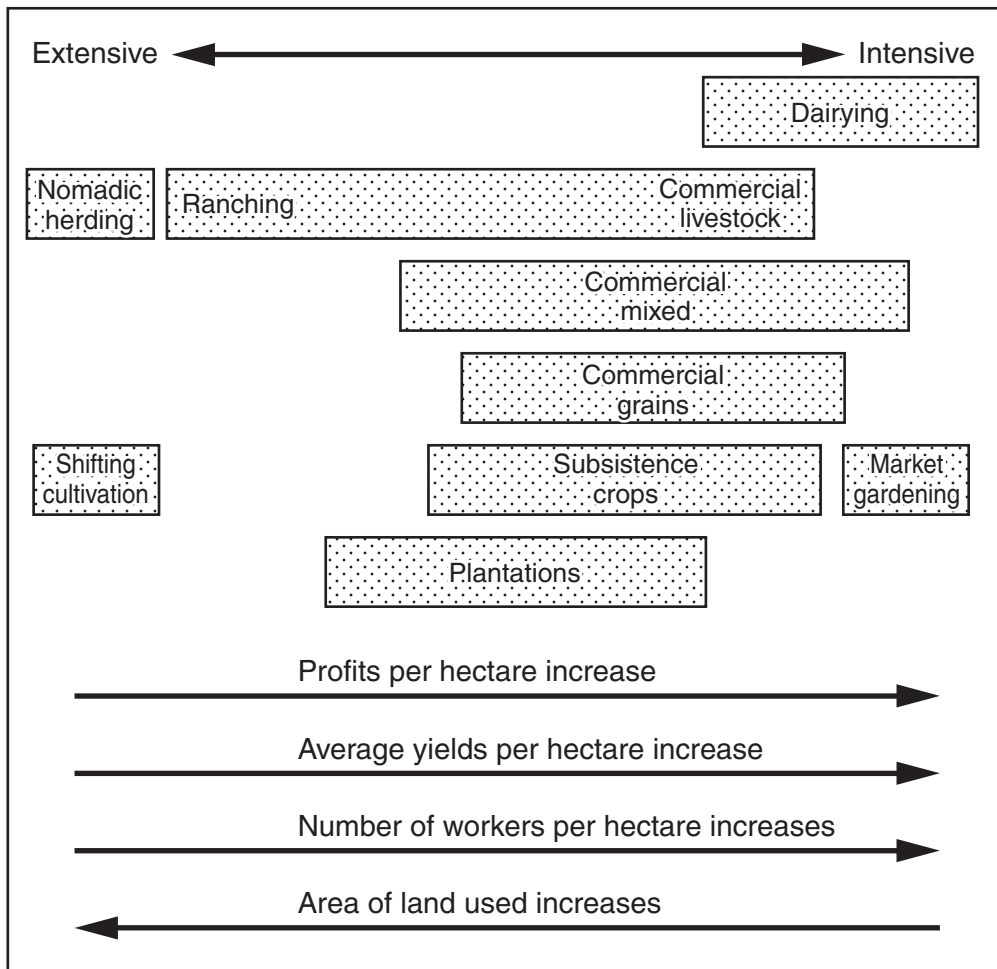 Extensive Intensive
Dairying
Nomadic
herding
Ranching
Commercial
livestock
Commercial
mixed
Commercial
grains
Shifting
cultivation
Subsistence
crops
Market
gardening
Plantations
Profits per hectare increase
Average yields per hectare increase
Number of workers per hectare increases
Area of land used increases